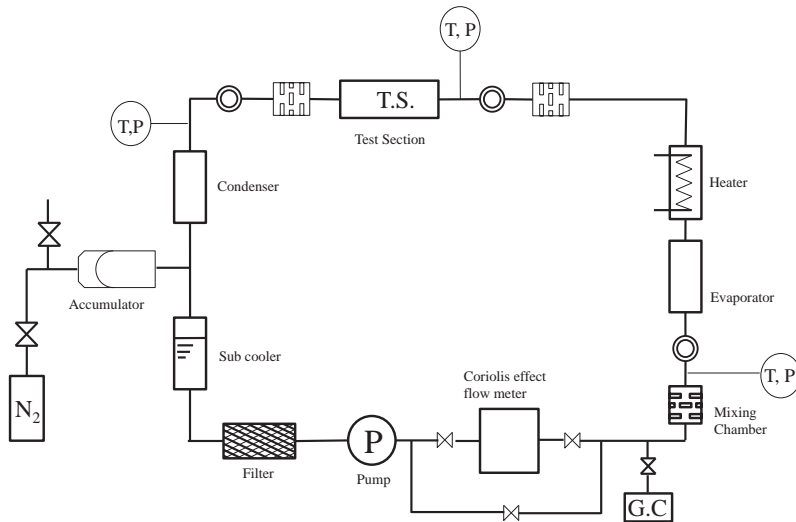 T, P
T.S.
Test Section
T,P
Condenser
Heater
Accumulator
Evaporator
Sub cooler
N2
Coriolis effect
flow meter
T, P
Mixing
Chamber
P
Filter
Pump
G.C